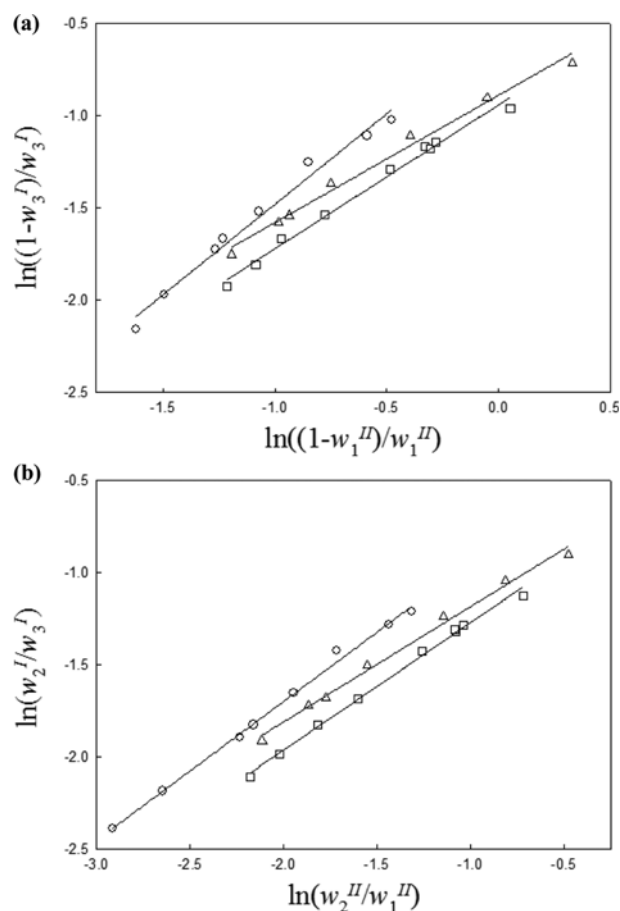 (a)
-0.5
-1.0
-1.5
-2.0
-2.5
ln((1-w₃ᴵ)/w₃ᴵ)
-1.5 -1.0 -0.5 0.0 0.5
ln((1-w₁ᴵᴵ)/w₁ᴵᴵ)
(b)
-0.5
-1.0
-1.5
-2.0
-2.5
ln(w₂ᴵ/w₃ᴵ)
-3.0 -2.5 -2.0 -1.5 -1.0 -0.5
ln(w₂ᴵᴵ/w₁ᴵᴵ)